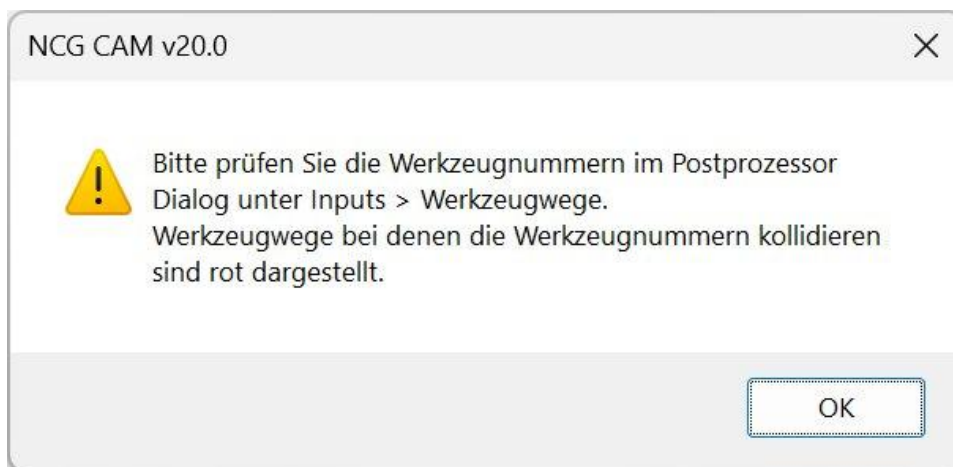 NCG CAM v20.0
Bitte prüfen Sie die Werkzeugnummern im Postprozessor
Dialog unter Inputs > Werkzeugwege.
Werkzeugwege bei denen die Werkzeugnummern kollidieren
sind rot dargestellt.
OK